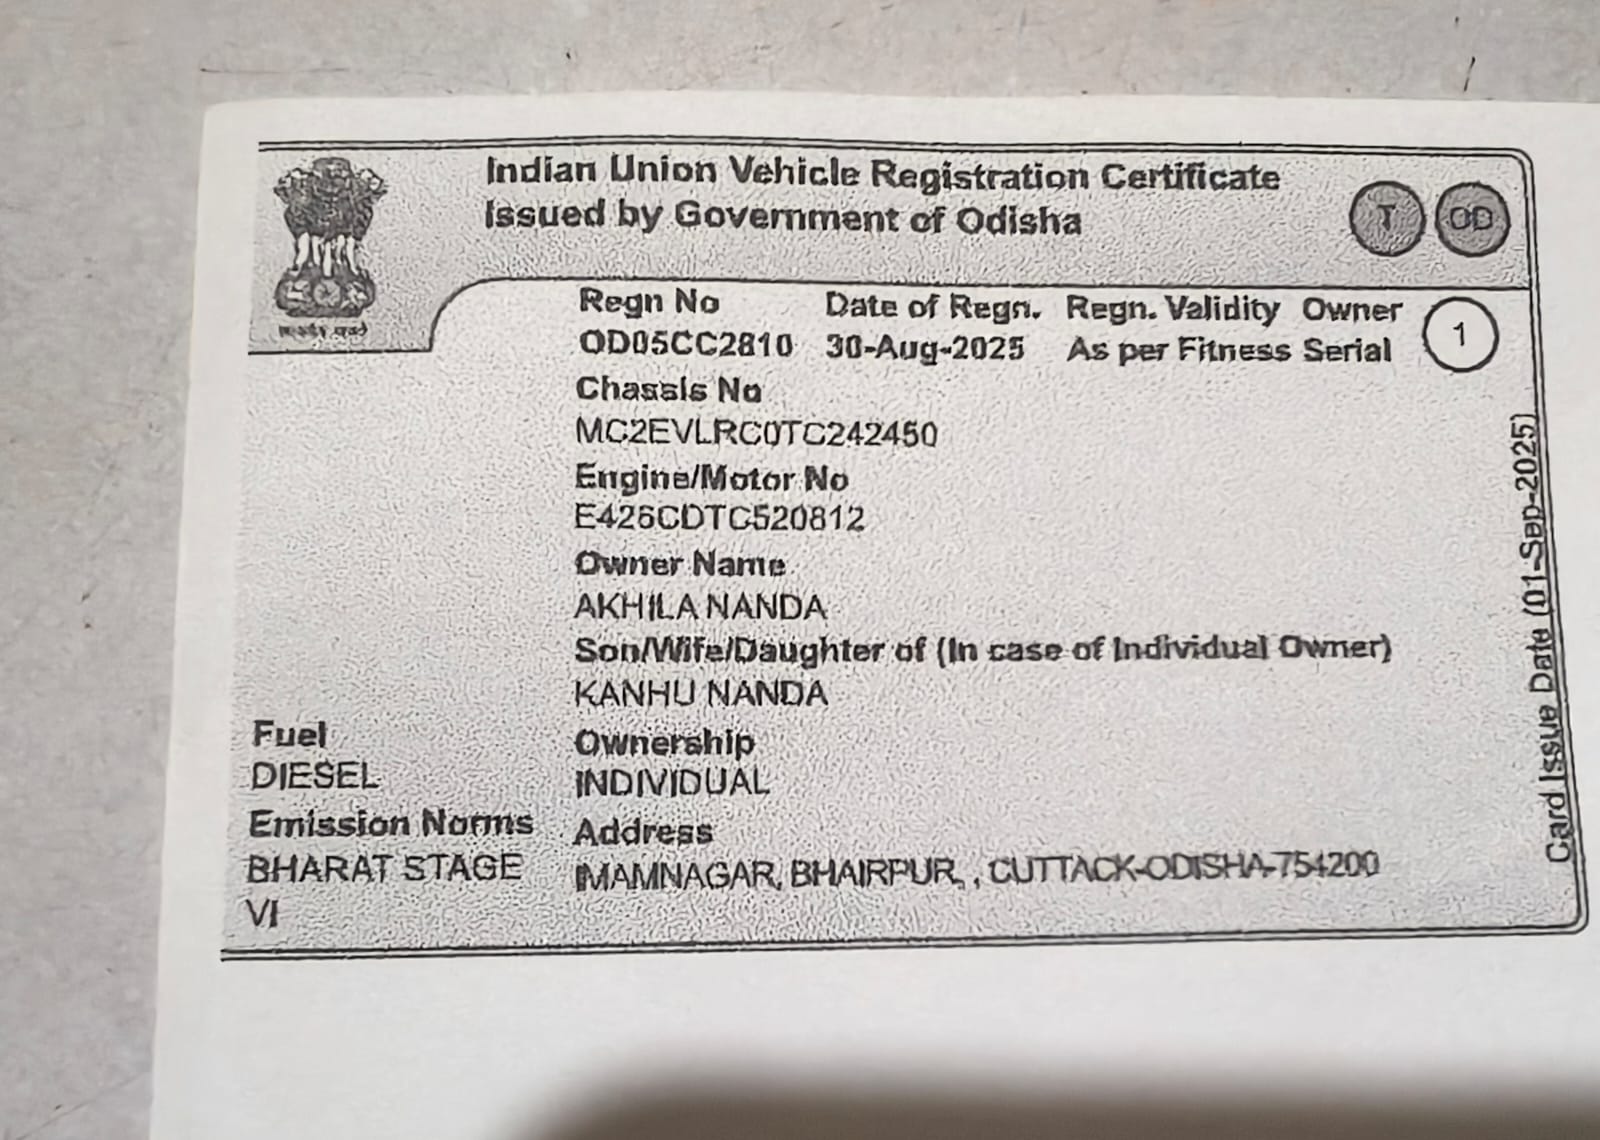 Indian Union Vehicle Registration Certificate
Issued by Government of Odisha
T OD
Regn No Date of Regn. Regn. Validity Owner
OD05CC2810 30-Aug-2025 As per Fitness Serial 1
Chassis No
MC2EVLRC0TC242450
Engine/Motor No
E426CDTC520812
Owner Name
AKHILA NANDA
Son/Wife/Daughter of (In case of Individual Owner)
KANHU NANDA
Fuel Ownership
DIESEL INDIVIDUAL
Emission Norms Address
BHARAT STAGE IMAMNAGAR, BHAIRPUR, , CUTTACK-ODISHA-754200
VI
Card Issue Date (01-Sep-2025)